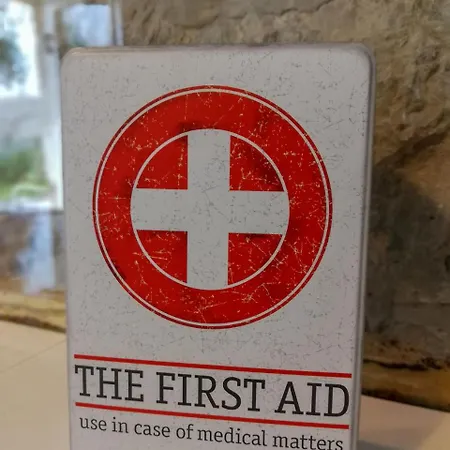 THE FIRST AID
use in case of medical matters